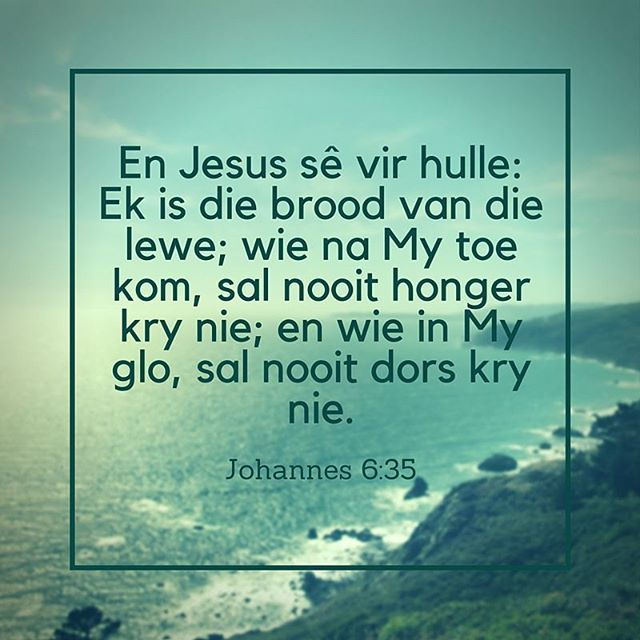 En Jesus sê vir hulle:
Ek is die brood van die
lewe; wie na My toe
kom, sal nooit honger
kry nie; en wie in My
glo, sal nooit dors kry
nie.
Johannes 6:35